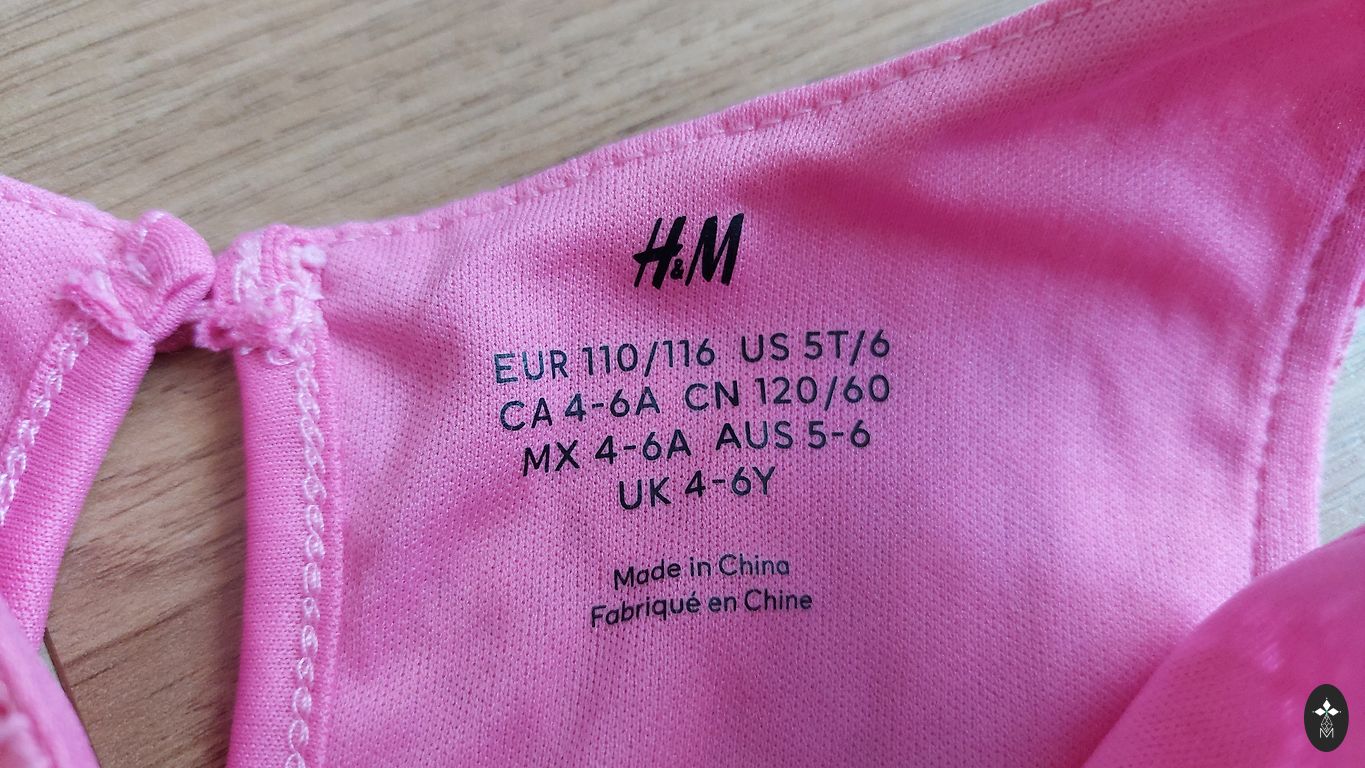 H&M
EUR 110/116 US 5T/6
CA 4-6A CN 120/60
MX 4-6A AUS 5-6
UK 4-6Y
Made in China
Fabriqué en Chine
M